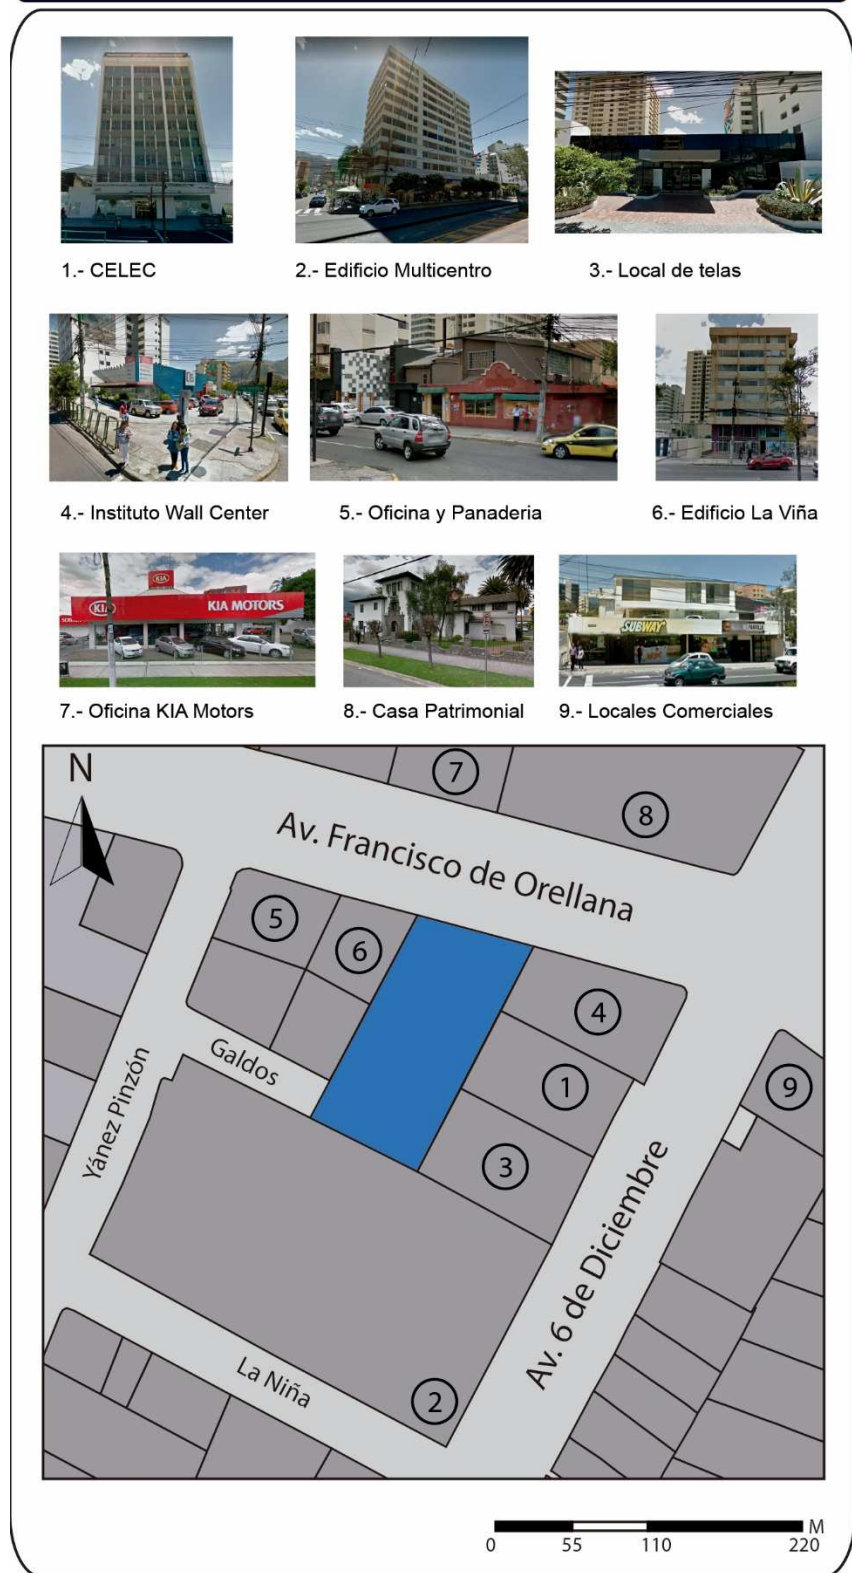 1.- CELEC
2.- Edificio Multicentro
3.- Local de telas
4.- Instituto Wall Center
5.- Oficina y Panaderia
6.- Edificio La Viña
KIA
KIA
KIA MOTORS
SUBWAY
7.- Oficina KIA Motors
8.- Casa Patrimonial
9.- Locales Comerciales
N
7
8
Av. Francisco de Orellana
5
6
4
Galdos
1
9
Yánez Pinzón
3
Av. 6 de Diciembre
La Niña
2
M
0 55 110 220